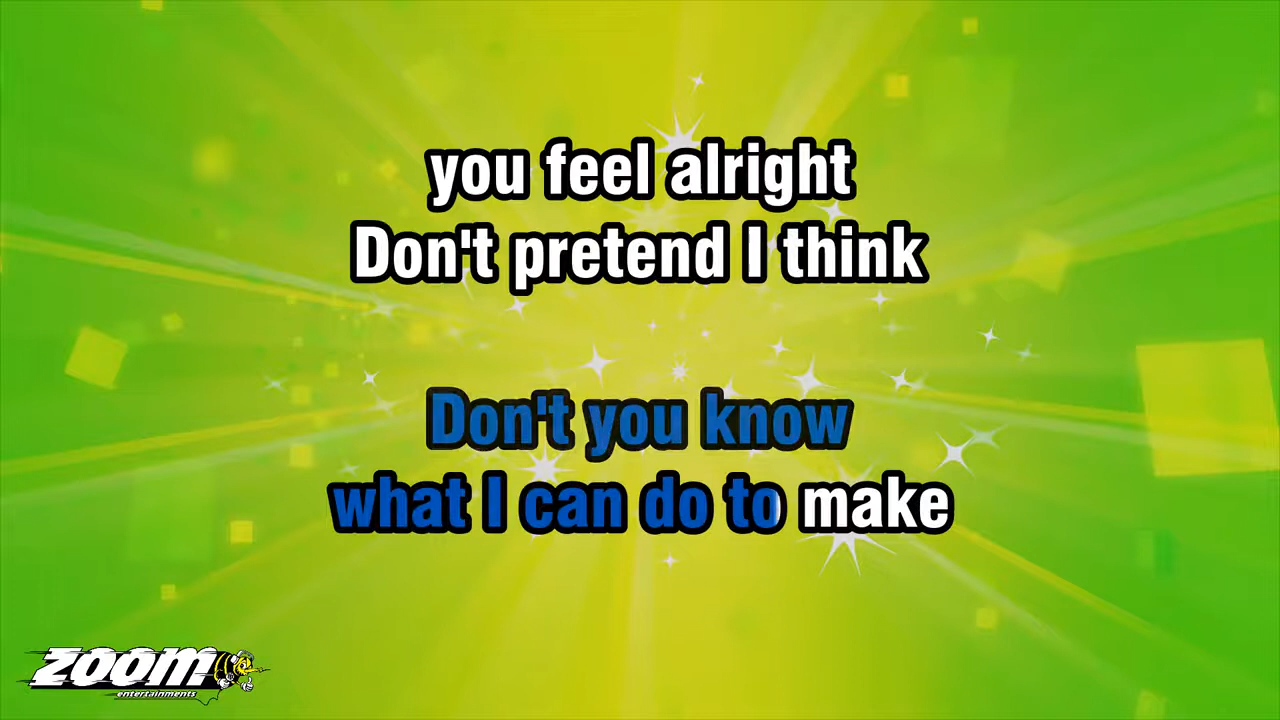 you feel alright
Don't pretend I think
Don't you know
what I can do to make
ZOOM
entertainments